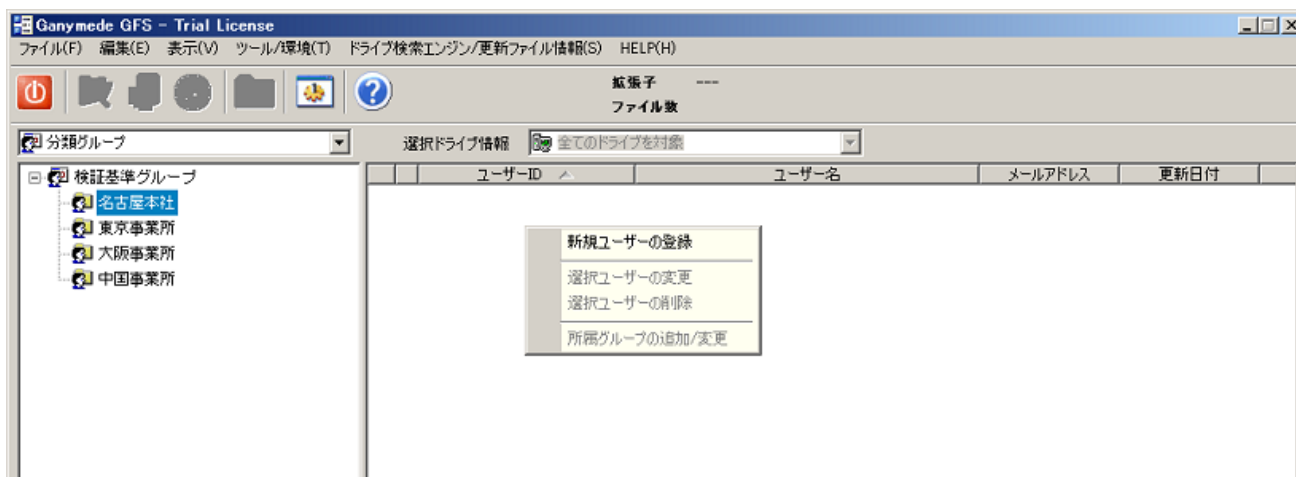 Ganymede GFS - Trial License
ファイル(F) 編集(E) 表示(V) ツール/環境(T) ドライブ検索エンジン/更新ファイル情報(S) HELP(H)
拡張子 ---
ファイル数
分類グループ
選択ドライブ情報 全てのドライブを対象
検証基準グループ
名古屋本社
東京事業所
大阪事業所
中国事業所
ユーザーID ユーザー名 メールアドレス 更新日付
新規ユーザーの登録
選択ユーザーの変更
選択ユーザーの削除
所属グループの追加/変更